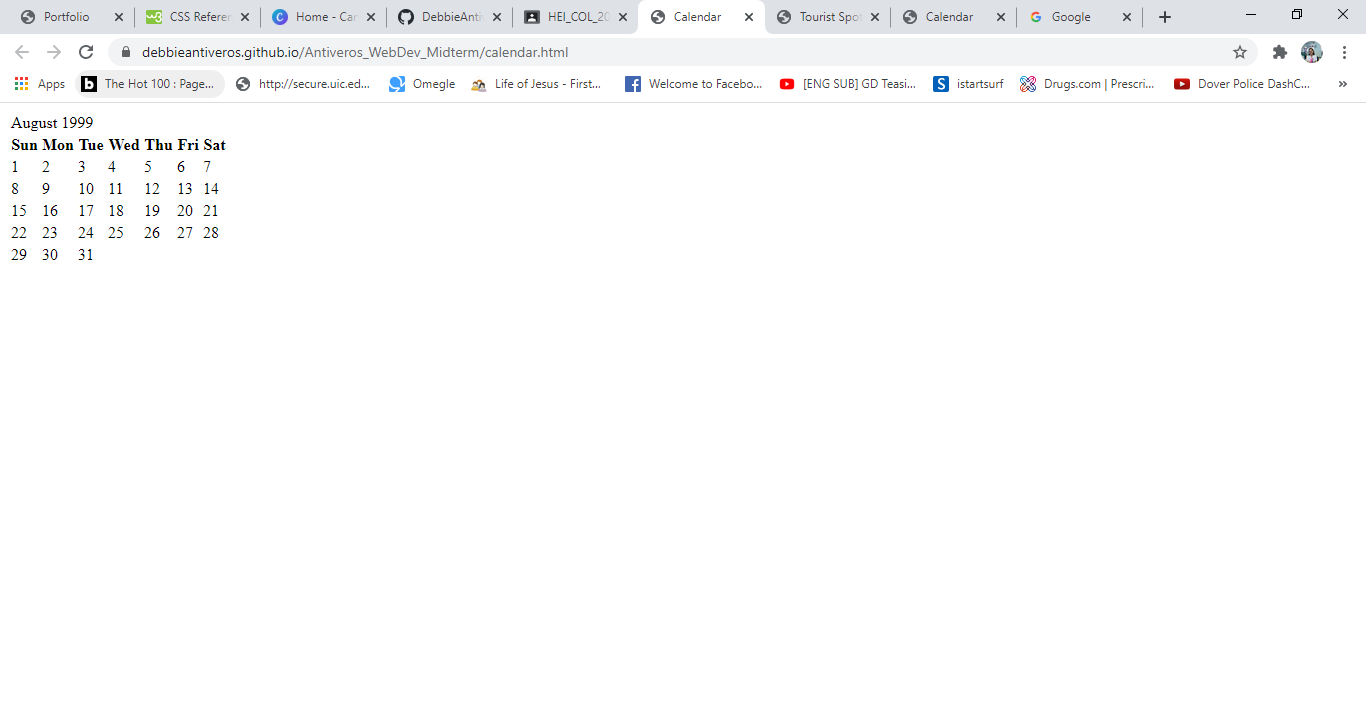 Portfolio CSS Referer Home - Can DebbieAnti HEI_COL_20 Calendar Tourist Spot Calendar Google
debbieantiveros.github.io/Antiveros_WebDev_Midterm/calendar.html
Apps The Hot 100 : Page... http://secure.uic.ed... Omegle Life of Jesus - First... Welcome to Facebo... [ENG SUB] GD Teasi... istartsurf Drugs.com | Prescri... Dover Police DashC... »
August 1999
Sun Mon Tue Wed Thu Fri Sat
1 2 3 4 5 6 7
8 9 10 11 12 13 14
15 16 17 18 19 20 21
22 23 24 25 26 27 28
29 30 31